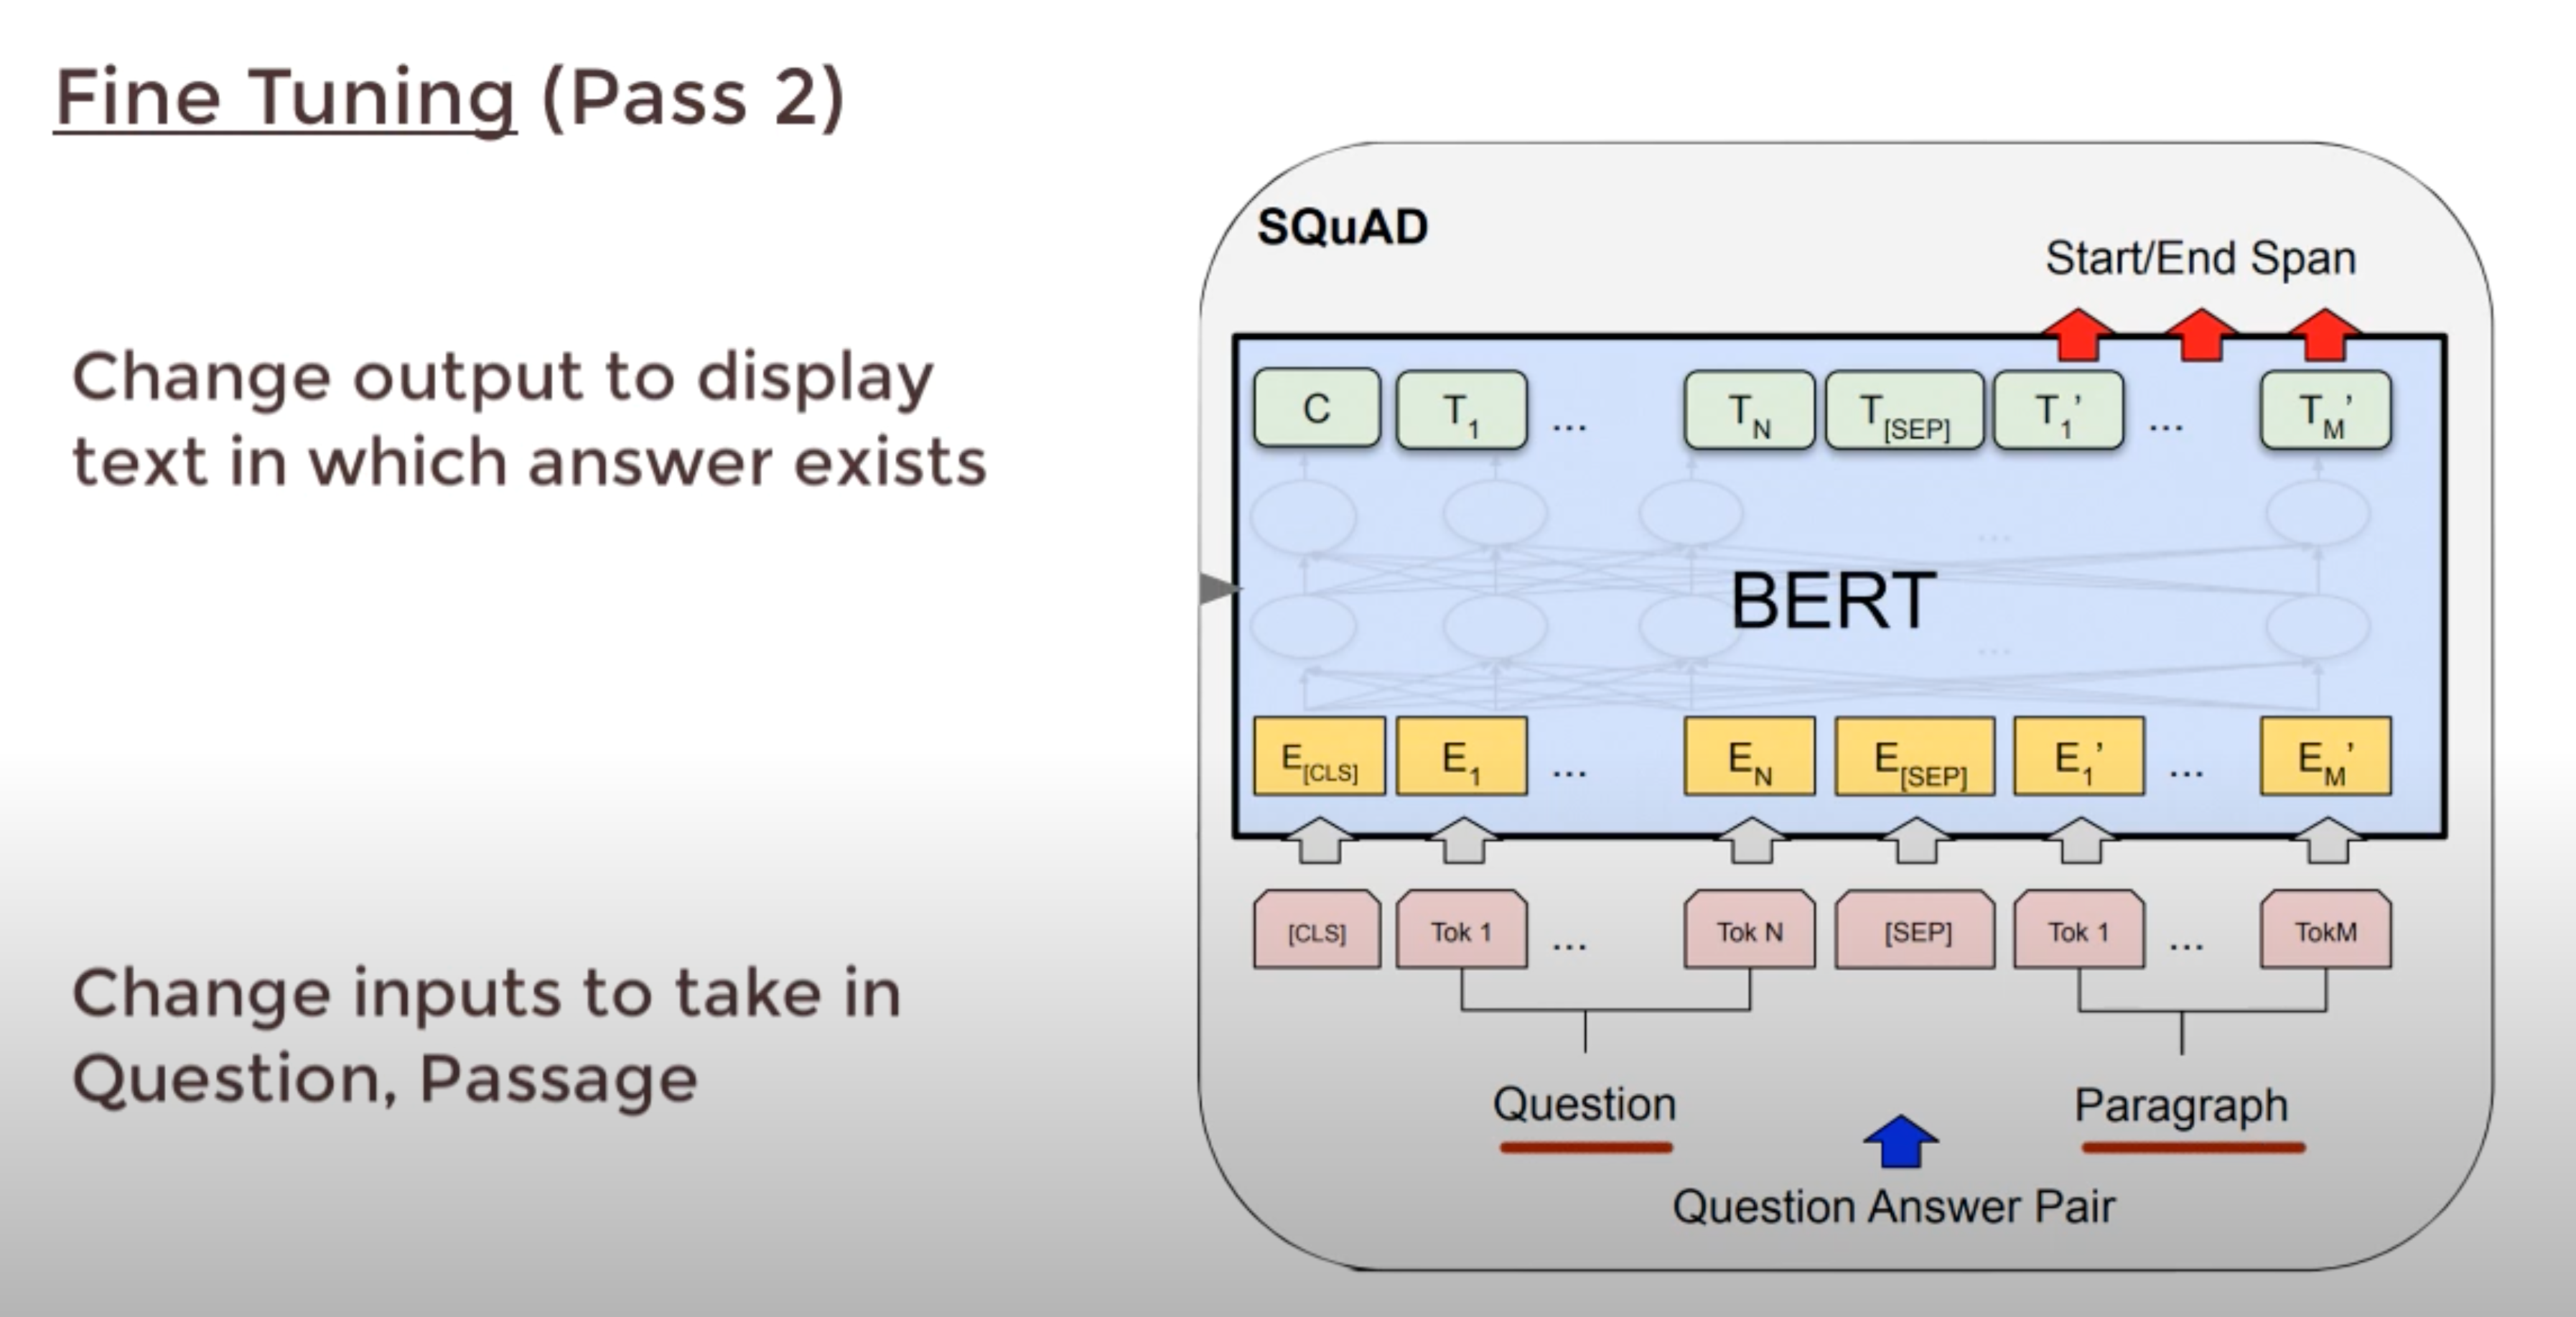 Fine Tuning (Pass 2)
Change output to display
text in which answer exists
Change inputs to take in
Question, Passage
SQuAD
Start/End Span
C T1 ... TN T[SEP] T1’ ... TM’
... 
BERT
...
E[CLS] E1 ... EN E[SEP] E1’ ... EM’
[CLS] Tok 1 ... Tok N [SEP] Tok 1 ... TokM
Question Paragraph
Question Answer Pair